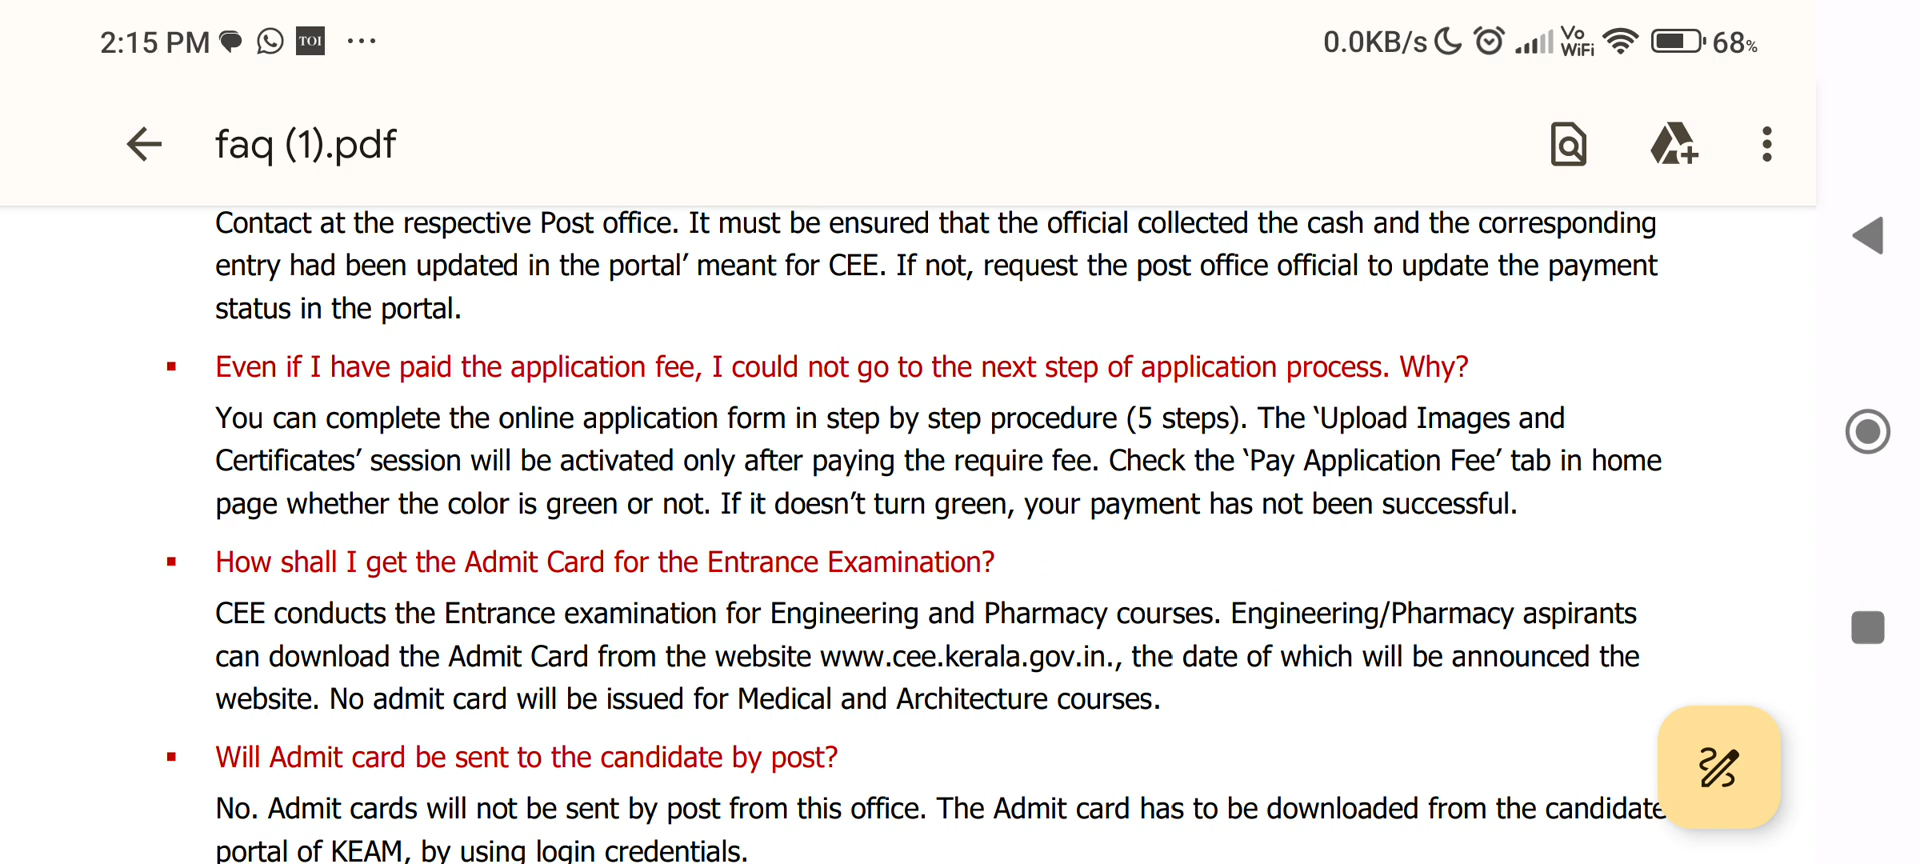 2:15 PM TOI ...
0.0KB/s Vo WiFi 68%
faq (1).pdf
Contact at the respective Post office. It must be ensured that the official collected the cash and the corresponding
entry had been updated in the portal’ meant for CEE. If not, request the post office official to update the payment
status in the portal.
▪ Even if I have paid the application fee, I could not go to the next step of application process. Why?
You can complete the online application form in step by step procedure (5 steps). The ‘Upload Images and
Certificates’ session will be activated only after paying the require fee. Check the ‘Pay Application Fee’ tab in home
page whether the color is green or not. If it doesn’t turn green, your payment has not been successful.
▪ How shall I get the Admit Card for the Entrance Examination?
CEE conducts the Entrance examination for Engineering and Pharmacy courses. Engineering/Pharmacy aspirants
can download the Admit Card from the website www.cee.kerala.gov.in., the date of which will be announced the
website. No admit card will be issued for Medical and Architecture courses.
▪ Will Admit card be sent to the candidate by post?
No. Admit cards will not be sent by post from this office. The Admit card has to be downloaded from the candidate
portal of KEAM, by using login credentials.